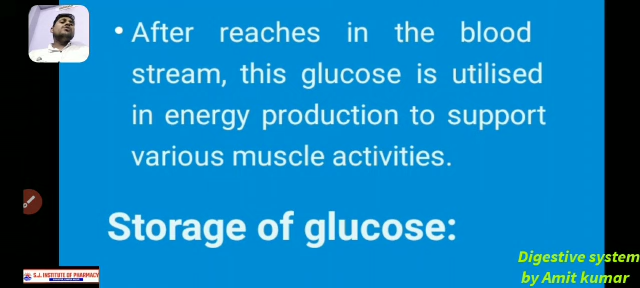 • After reaches in the blood
stream, this glucose is utilised
in energy production to support
various muscle activities.
Storage of glucose:
Digestive system
by Amit kumar
S.J. INSTITUTE OF PHARMACY